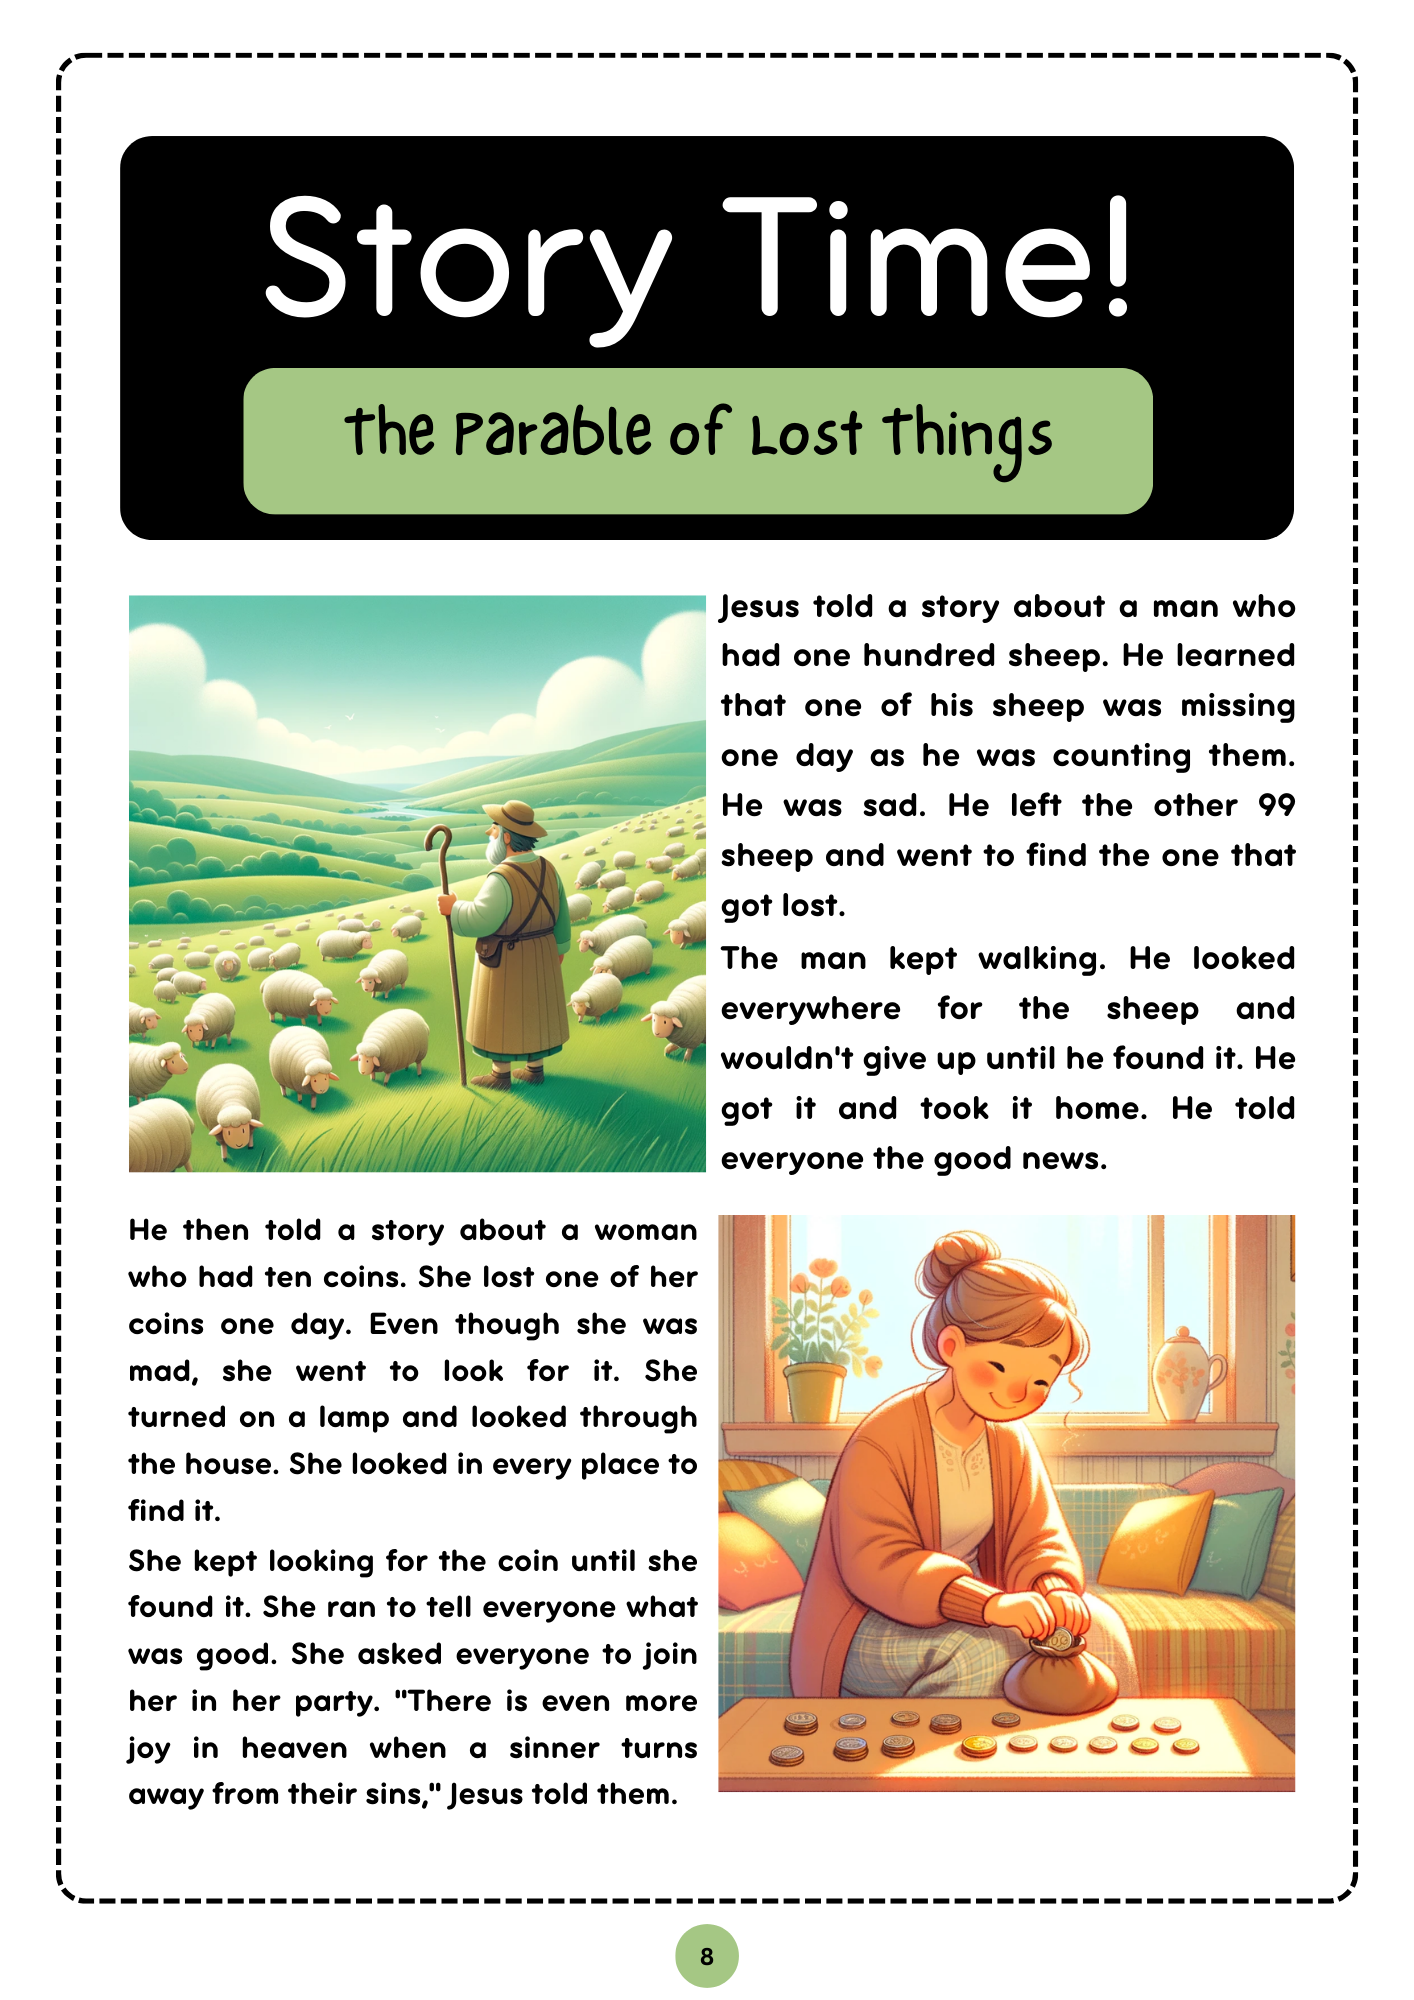 Story Time!
The Parable of Lost Things
Jesus told a story about a man who
had one hundred sheep. He learned
that one of his sheep was missing
one day as he was counting them.
He was sad. He left the other 99
sheep and went to find the one that
got lost.
The man kept walking. He looked
everywhere for the sheep and
wouldn't give up until he found it. He
got it and took it home. He told
everyone the good news.
He then told a story about a woman
who had ten coins. She lost one of her
coins one day. Even though she was
mad, she went to look for it. She
turned on a lamp and looked through
the house. She looked in every place to
find it.
She kept looking for the coin until she
found it. She ran to tell everyone what
was good. She asked everyone to join
her in her party. "There is even more
joy in heaven when a sinner turns
away from their sins," Jesus told them.
8